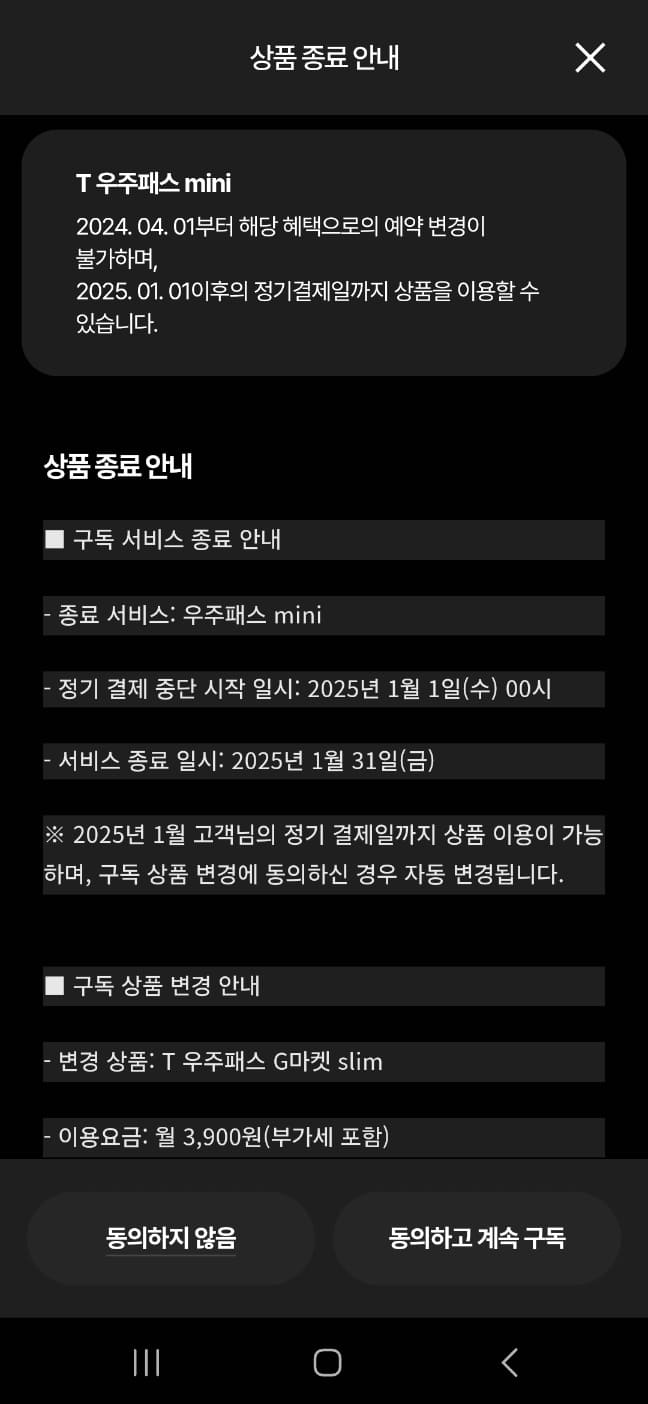 상품 종료 안내
T 우주패스 mini
2024. 04. 01부터 해당 혜택으로의 예약 변경이
불가하며,
2025. 01. 01이후의 정기결제일까지 상품을 이용할 수
있습니다.
상품 종료 안내
■ 구독 서비스 종료 안내
- 종료 서비스: 우주패스 mini
- 정기 결제 중단 시작 일시: 2025년 1월 1일(수) 00시
- 서비스 종료 일시: 2025년 1월 31일(금)
※ 2025년 1월 고객님의 정기 결제일까지 상품 이용이 가능
하며, 구독 상품 변경에 동의하신 경우 자동 변경됩니다.
■ 구독 상품 변경 안내
- 변경 상품: T 우주패스 G마켓 slim
- 이용요금: 월 3,900원(부가세 포함)
동의하지 않음
동의하고 계속 구독